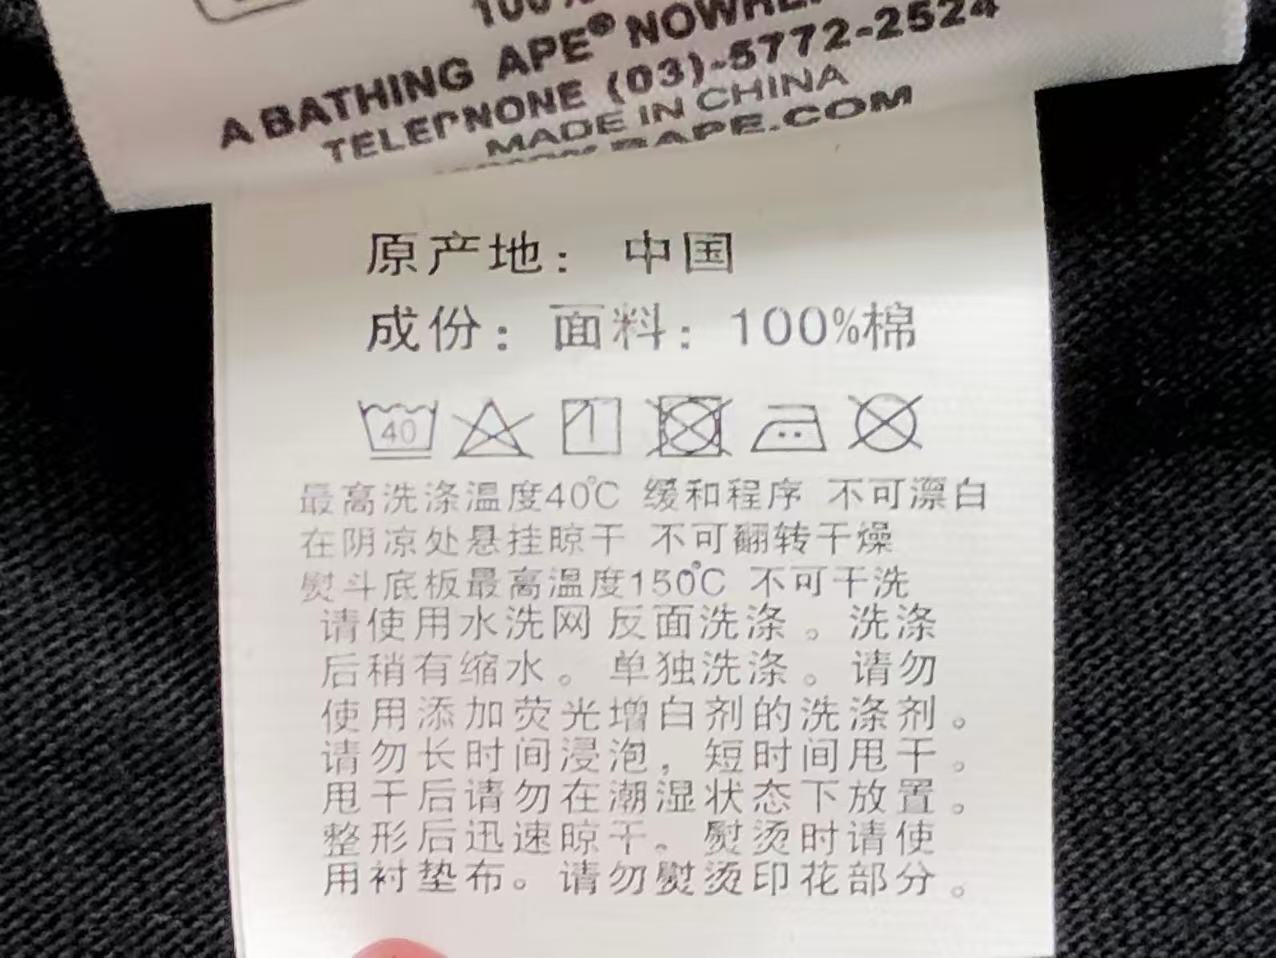 100%
A BATHING APE® NOWHERE
TELEPHONE (03)-5772-2524
MADE IN CHINA
BAPE.COM
原产地：中国
成份：面料：100%棉
40
最高洗涤温度40℃ 缓和程序 不可漂白
在阴凉处悬挂晾干 不可翻转干燥
熨斗底板最高温度150℃ 不可干洗
请使用水洗网反面洗涤。洗涤
后稍有缩水。单独洗涤。请勿
使用添加荧光增白剂的洗涤剂。
请勿长时间浸泡，短时间甩干。
甩干后请勿在潮湿状态下放置。
整形后迅速晾干。熨烫时请使
用衬垫布。请勿熨烫印花部分。